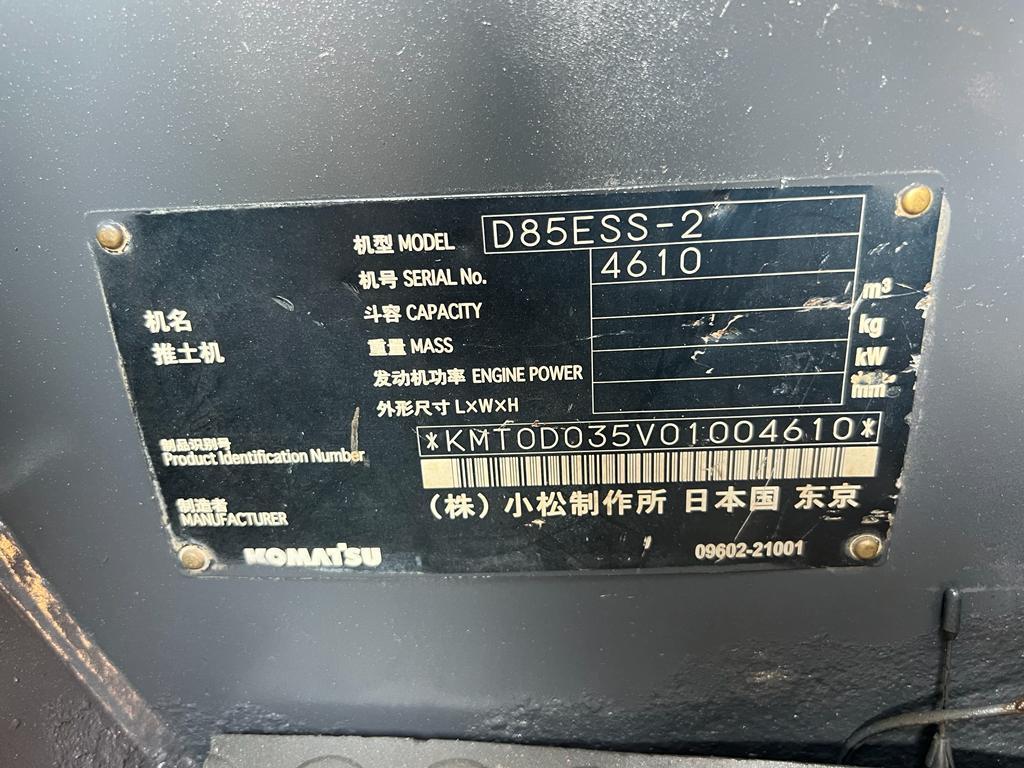 机型 MODEL D85ESS-2
机号 SERIAL No. 4610
斗容 CAPACITY m³
机名
重量 MASS kg
推土机
发动机功率 ENGINE POWER kW
外形尺寸 L×W×H mm
制品识别号
Product Identification Number
*KMT0D035V01004610*
制造者
MANUFACTURER
(株) 小松制作所 日本国 东京
KOMATSU
09602-21001